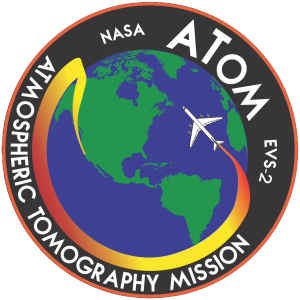 NASA
ATOM
EVS-2
ATMOSPHERIC TOMOGRAPHY MISSION